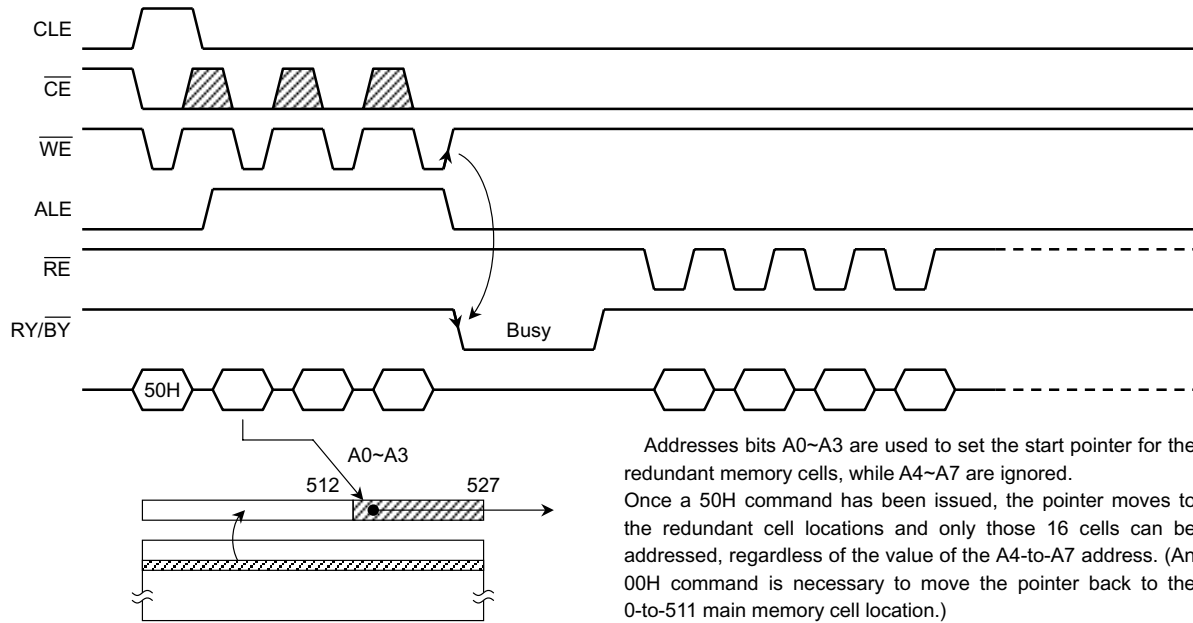 CLE
CE
WE
ALE
RE
RY/BY
Busy
50H
A0~A3
512
527
Addresses bits A0~A3 are used to set the start pointer for the
redundant memory cells, while A4~A7 are ignored.
Once a 50H command has been issued, the pointer moves to
the redundant cell locations and only those 16 cells can be
addressed, regardless of the value of the A4-to-A7 address. (An
00H command is necessary to move the pointer back to the
0-to-511 main memory cell location.)